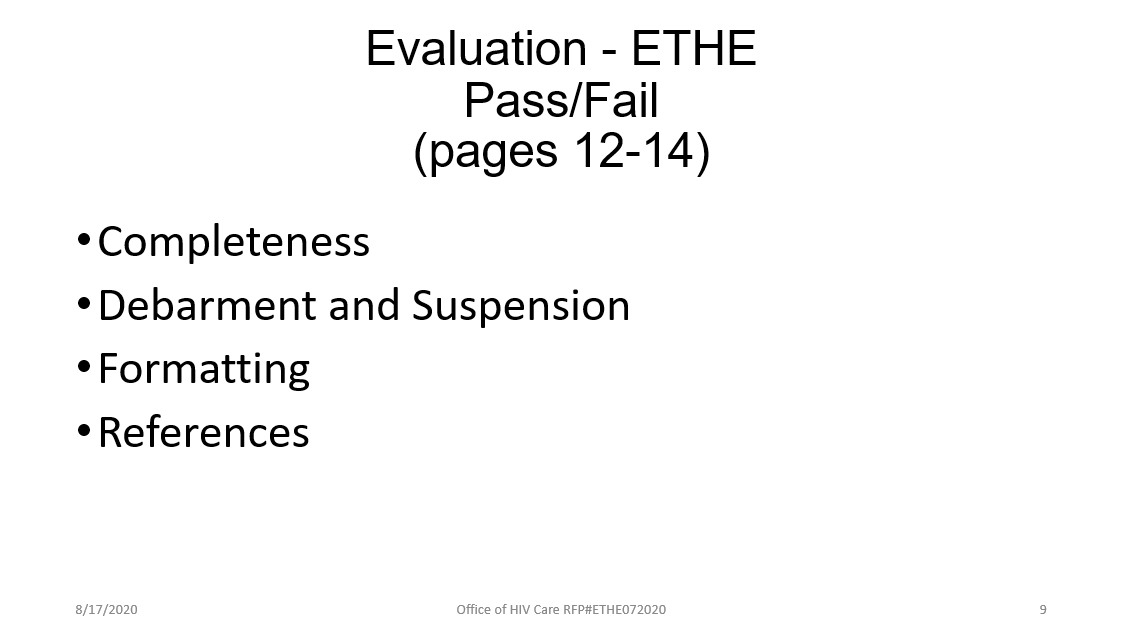 Evaluation - ETHE
Pass/Fail
(pages 12-14)
•Completeness
•Debarment and Suspension
•Formatting
•References
8/17/2020
Office of HIV Care RFP#ETHE072020
9